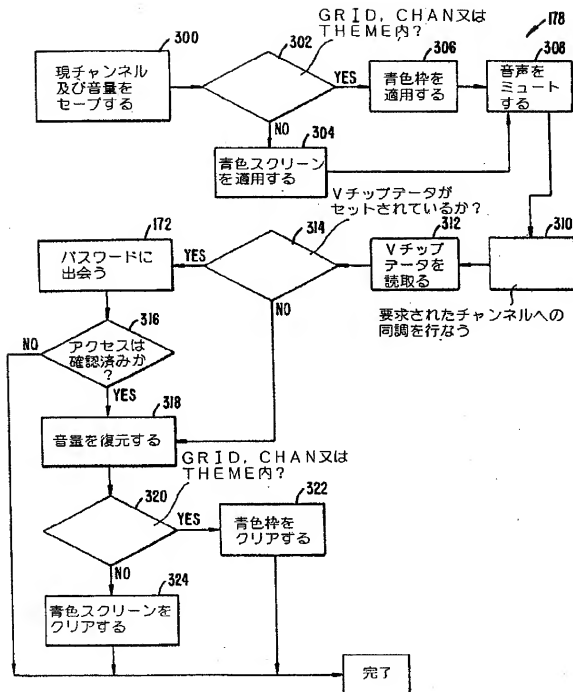 GRID, CHAN又は
THEME内?
178
300
現チャンネル
及び音量を
セーブする
302
YES
306
青色枠を
適用する
308
音声を
ミュート
する
NO
304
青色スクリーン
を適用する
Vチップデータが
セットされているか?
172
パスワードに
出会う
YES
314
312
Vチップ
データを
読取る
310
要求されたチャンネルへの
同調を行なう
NO
316
NO
アクセスは
確認済みか
?
YES
318
音量を復元する
GRID, CHAN又は
THEME内?
320
YES
322
青色枠を
クリアする
NO
324
青色スクリーンを
クリアする
完了